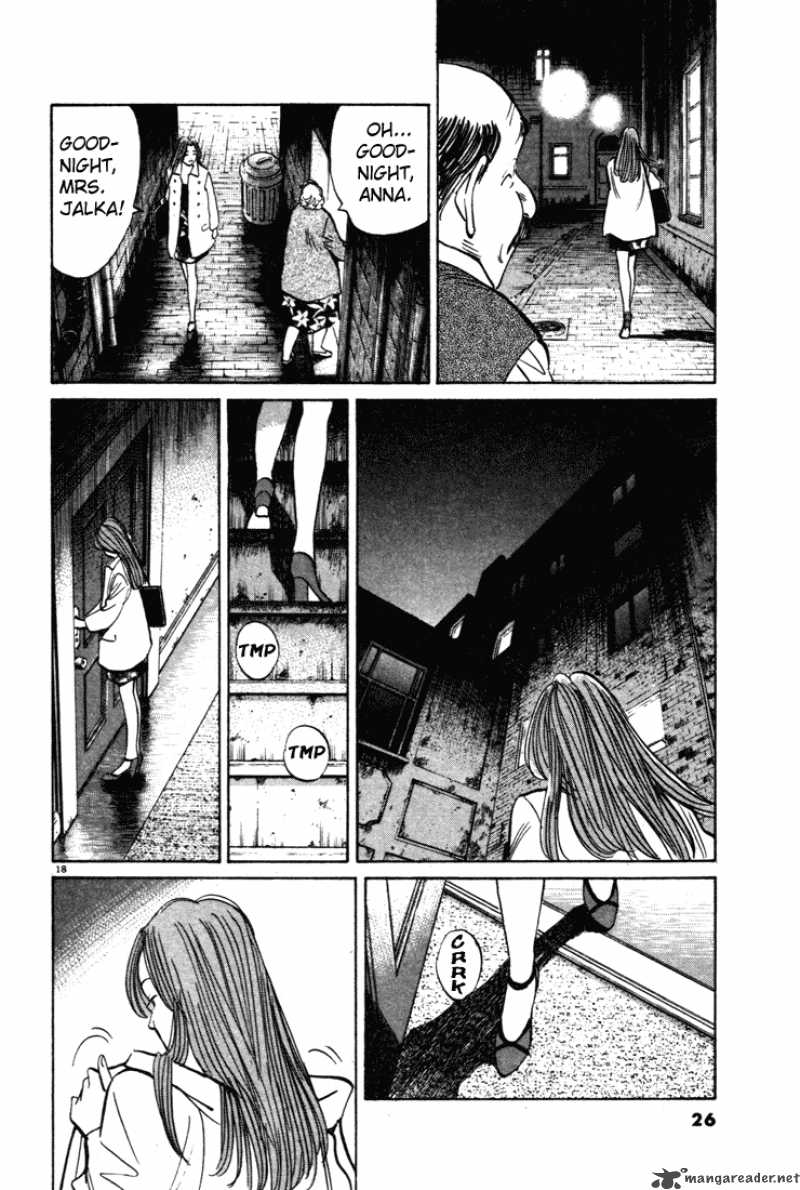 OH...
GOOD-
NIGHT,
ANNA.
GOOD-
NIGHT,
MRS.
JALKA!
TMP
TMP
18
CRRK
26
mangareader.net